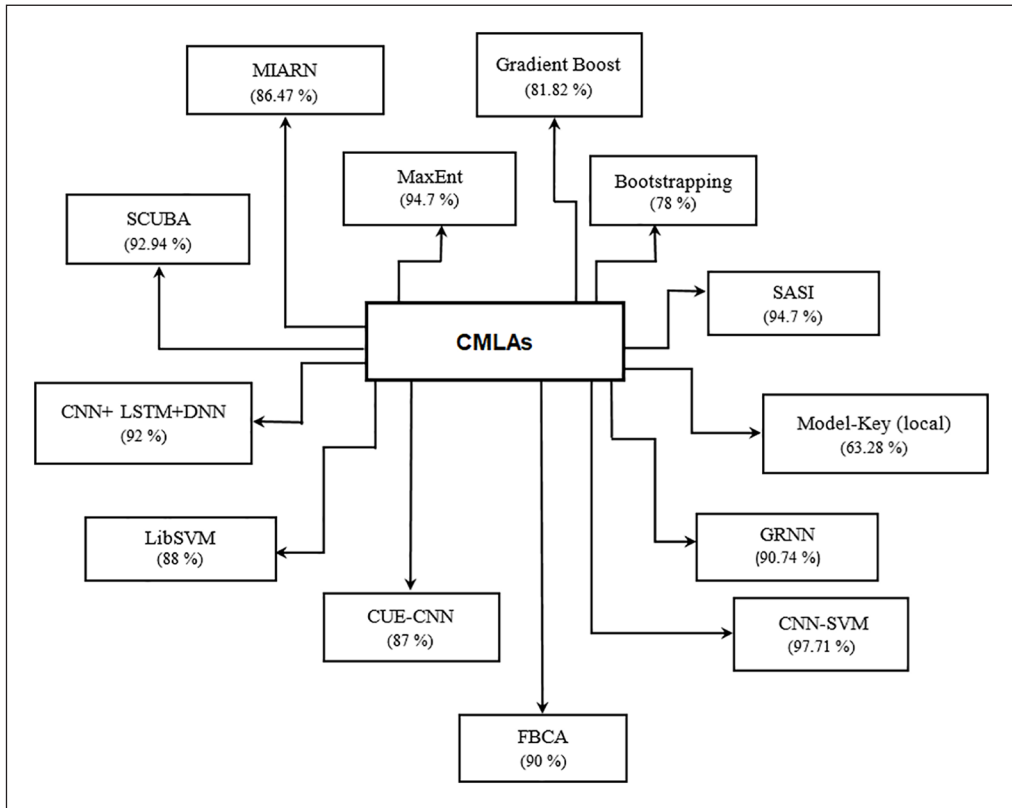 MIARN
(86.47 %)
Gradient Boost
(81.82 %)
MaxEnt
(94.7 %)
Bootstrapping
(78 %)
SCUBA
(92.94 %)
SASI
(94.7 %)
CMLAs
CNN+ LSTM+DNN
(92 %)
Model-Key (local)
(63.28 %)
LibSVM
(88 %)
GRNN
(90.74 %)
CUE-CNN
(87 %)
CNN-SVM
(97.71 %)
FBCA
(90 %)